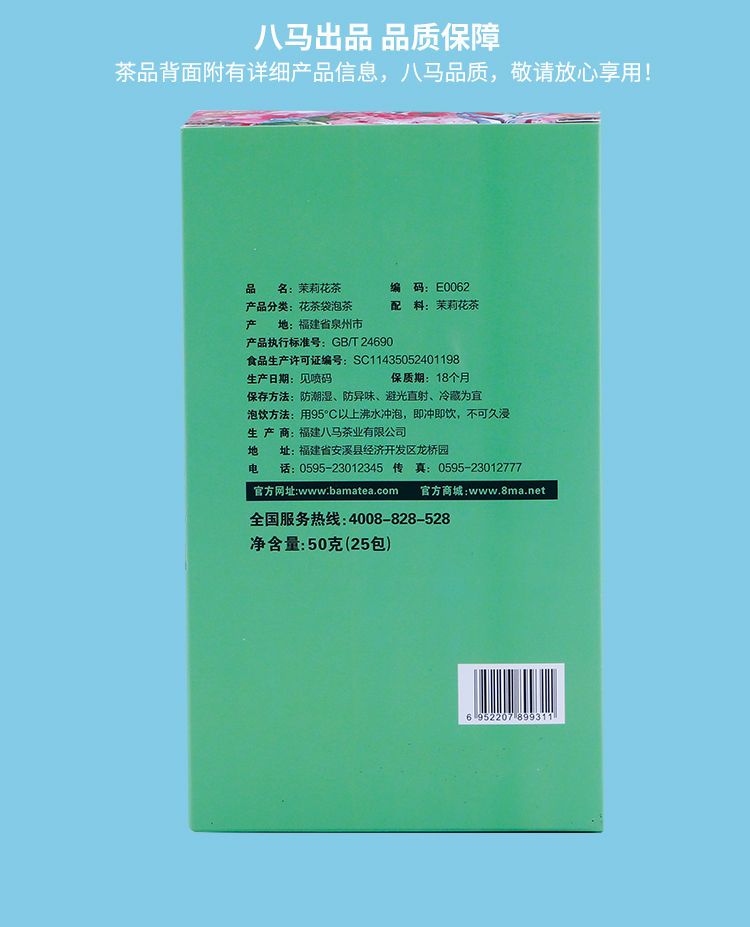 八马出品 品质保障
茶品背面附有详细产品信息，八马品质，敬请放心享用！
品 名：茉莉花茶 编 码：E0062
产品分类：花茶袋泡茶 配 料：茉莉花茶
产 地：福建省泉州市
产品执行标准号：GB/T 24690
食品生产许可证编号：SC11435052401198
生产日期：见喷码 保质期：18个月
保存方法：防潮湿、防异味、避光直射、冷藏为宜
泡饮方法：用95°C以上沸水冲泡，即冲即饮，不可久浸
生 产 商：福建八马茶业有限公司
地 址：福建省安溪县经济开发区龙桥园
电 话：0595-23012345 传 真：0595-23012777
官方网址:www.bamatea.com 官方商城:www.8ma.net
全国服务热线:4008-828-528
净含量:50克(25包)
6 952207 899311